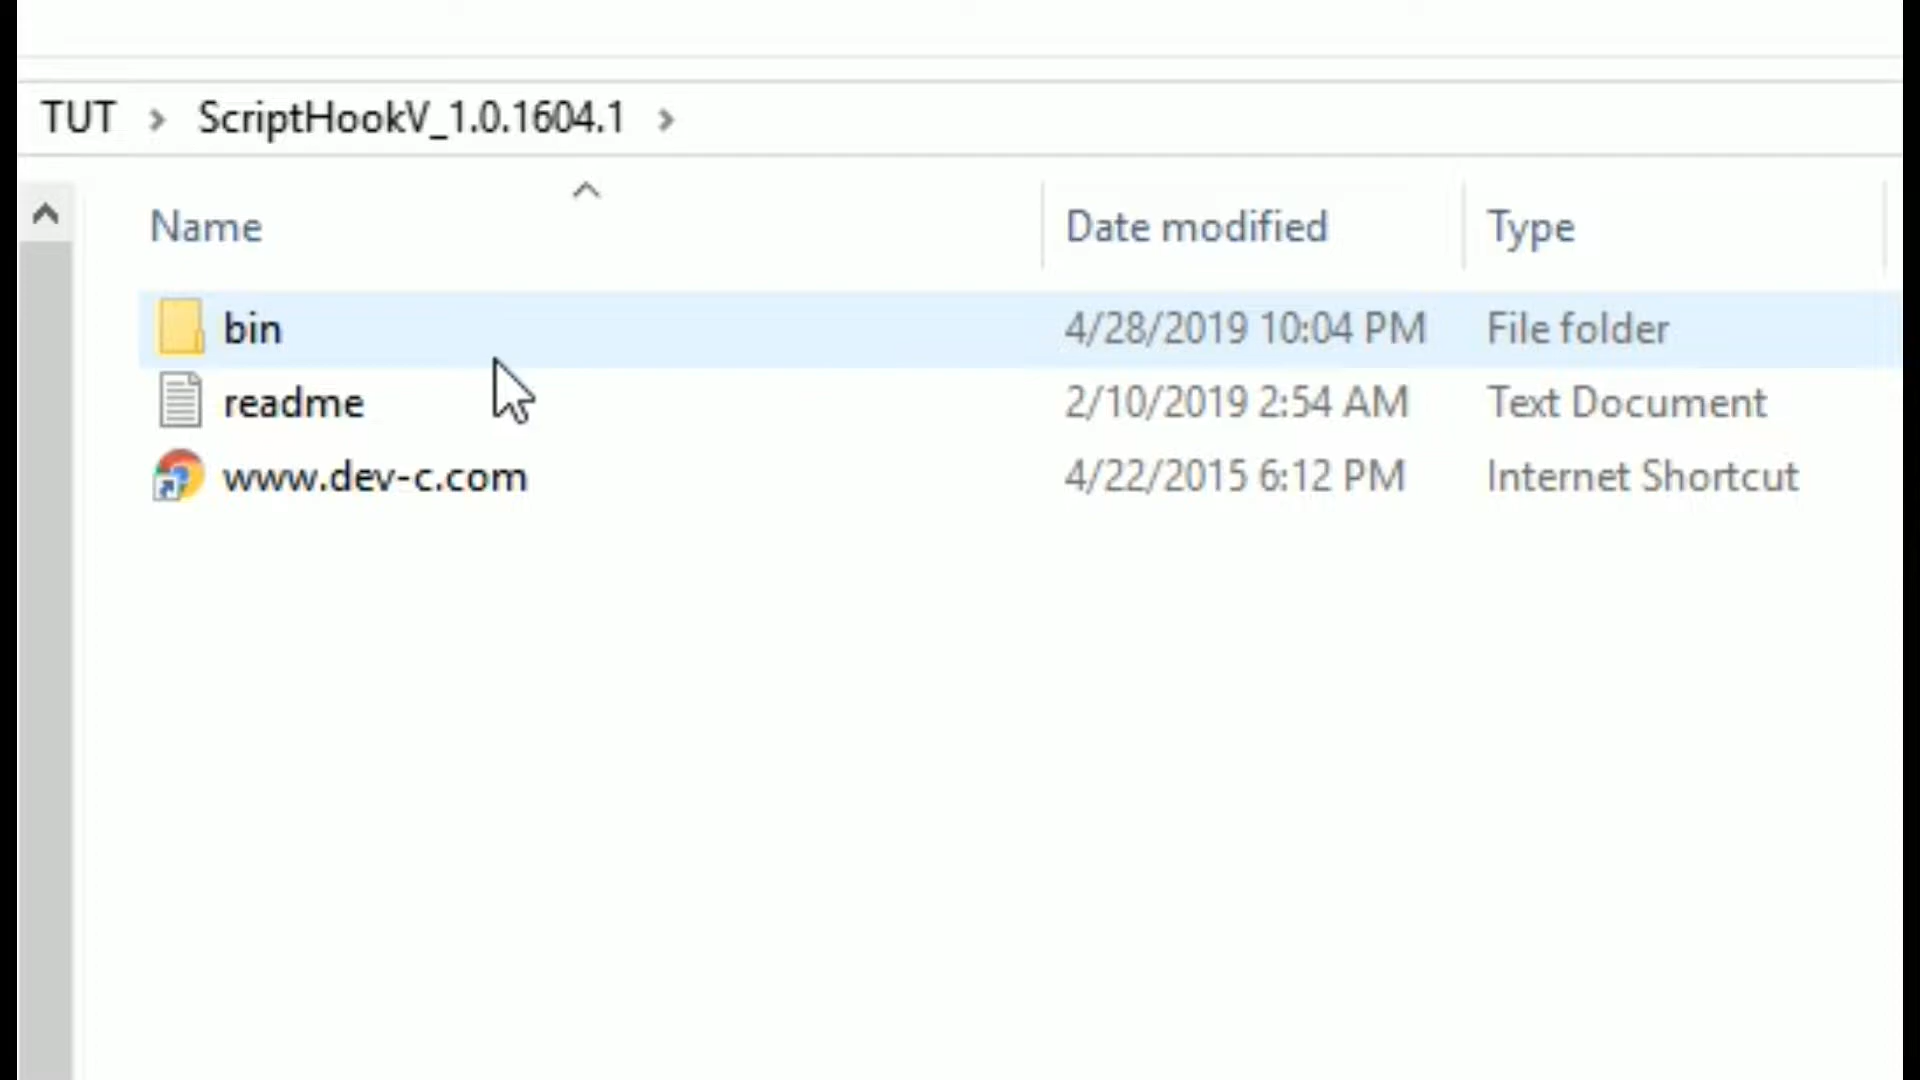 TUT > ScriptHookV_1.0.1604.1 >
Name Date modified Type
bin 4/28/2019 10:04 PM File folder
readme 2/10/2019 2:54 AM Text Document
www.dev-c.com 4/22/2015 6:12 PM Internet Shortcut